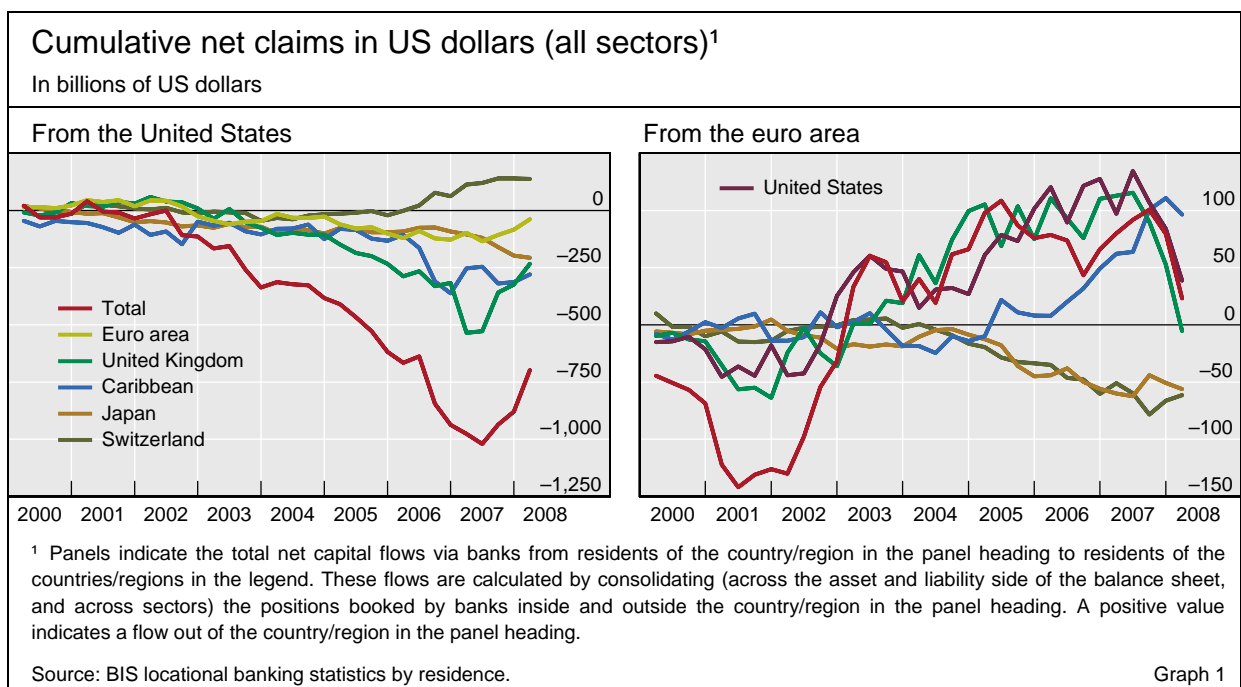 Cumulative net claims in US dollars (all sectors)¹
In billions of US dollars
From the United States
0
–250
–500
–750
–1,000
–1,250
Total
Euro area
United Kingdom
Caribbean
Japan
Switzerland
2000 2001 2002 2003 2004 2005 2006 2007 2008
From the euro area
United States
100
50
0
–50
–100
–150
2000 2001 2002 2003 2004 2005 2006 2007 2008
¹ Panels indicate the total net capital flows via banks from residents of the country/region in the panel heading to residents of the
countries/regions in the legend. These flows are calculated by consolidating (across the asset and liability side of the balance sheet,
and across sectors) the positions booked by banks inside and outside the country/region in the panel heading. A positive value
indicates a flow out of the country/region in the panel heading.
Source: BIS locational banking statistics by residence. Graph 1